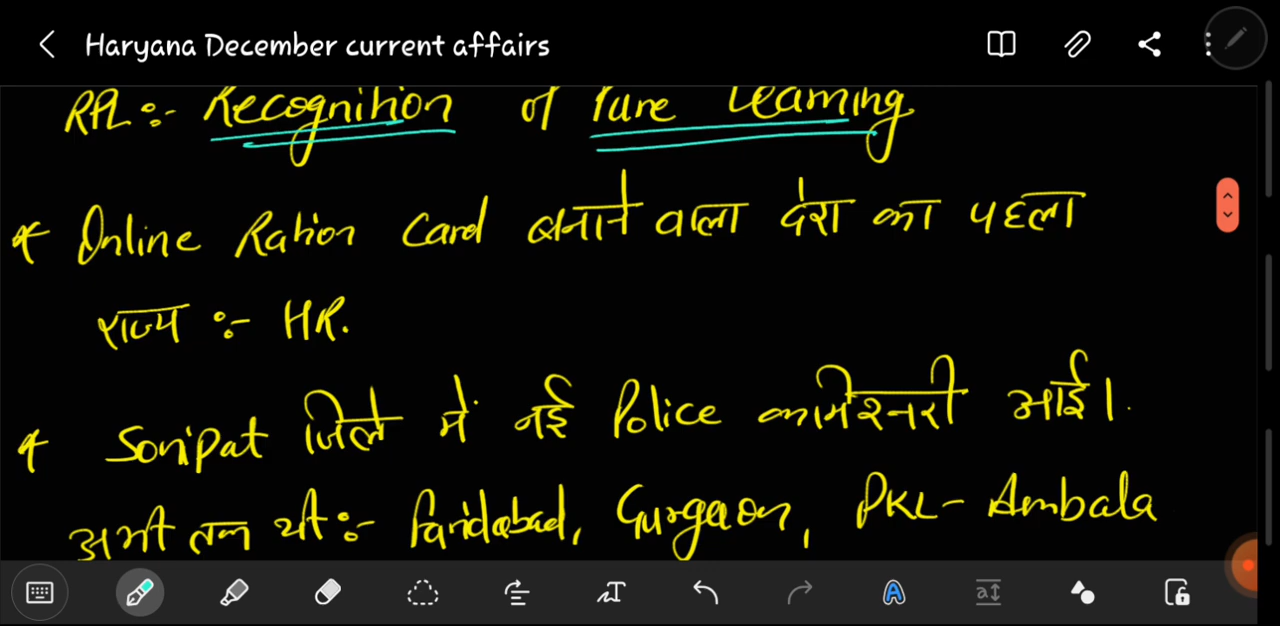 Haryana December current affairs
RPL :- Recognition of Pure Learning
* Online Ration Card बनाने वाला देश का पहला
राज्य :- HR.
* Sonipat जिले में नई Police कमिश्नरी आई।
अभी तक थी :- Faridabad, Gurgaon, PKL - Ambala